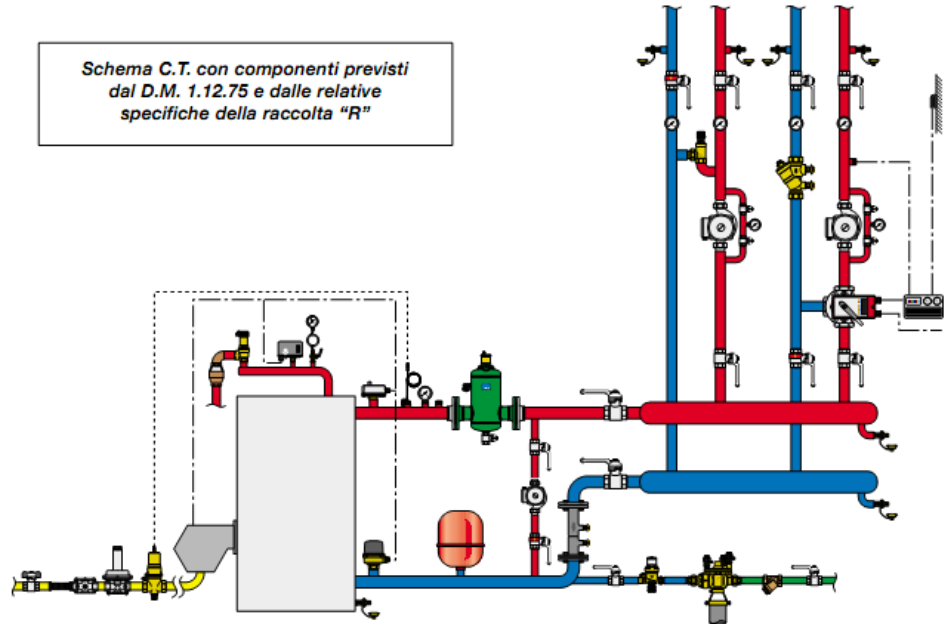 Schema C.T. con componenti previsti
dal D.M. 1.12.75 e dalle relative
specifiche della raccolta “R”